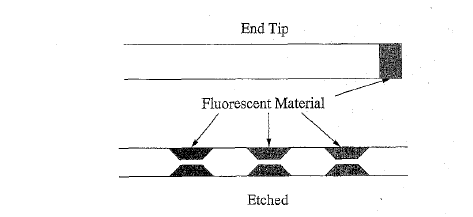 End Tip
Fluorescent Material
Etched